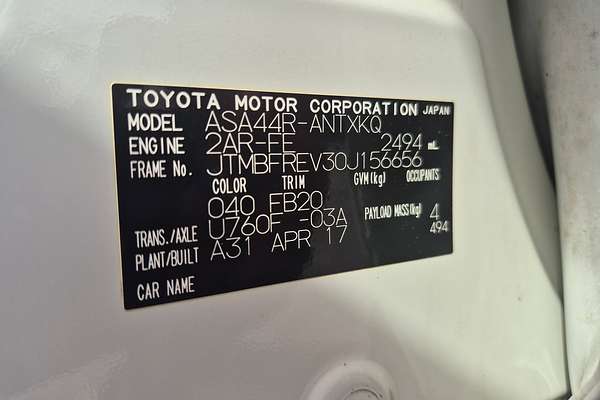 TOYOTA MOTOR CORPORATION JAPAN
MODEL ASA44R-ANTXKQ
ENGINE 2AR-FE 2494 mL
FRAME No. JTMBFREV30J156656
COLOR TRIM GVM(kg) OCCUPANTS
040 FB20 4
TRANS./AXLE U760F -03A PAYLOAD MASS(kg) 494
PLANT/BUILT A31 APR 17
CAR NAME